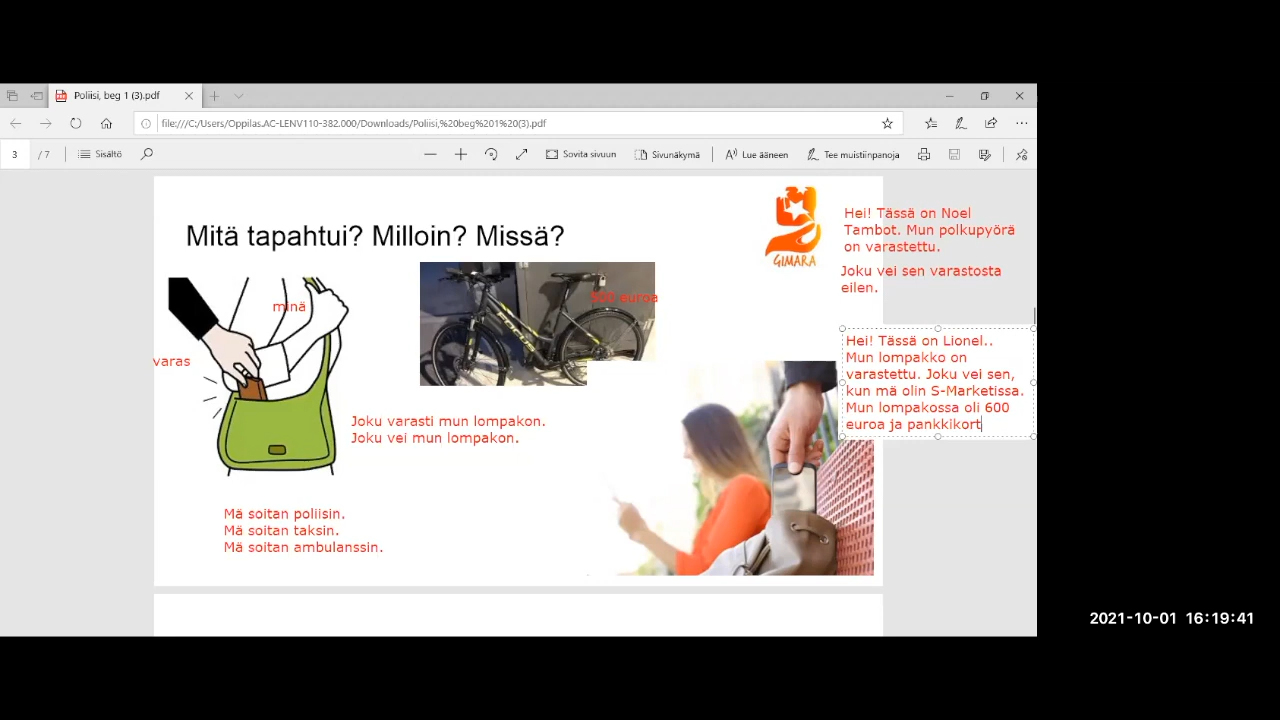 Poliisi, beg 1 (3).pdf
file:///C:/Users/Oppilas.AC-LENV110-382.000/Downloads/Poliisi,%20beg%201%20(3).pdf
3 / 7 Sisältö Sovita sivuun Sivunäkymä Lue ääneen Tee muistiinpanoja
Mitä tapahtui? Milloin? Missä?
GIMARA
Hei! Tässä on Noel
Tambot. Mun polkupyörä
on varastettu.
Joku vei sen varastosta
eilen.
minä
varas
euroa
FOCUS
Hei! Tässä on Lionel..
Mun lompakko on
varastettu. Joku vei sen,
kun mä olin S-Marketissa.
Mun lompakossa oli 600
euroa ja pankkikort
Joku varasti mun lompakon.
Joku vei mun lompakon.
Mä soitan poliisin.
Mä soitan taksin.
Mä soitan ambulanssin.
2021-10-01 16:19:41